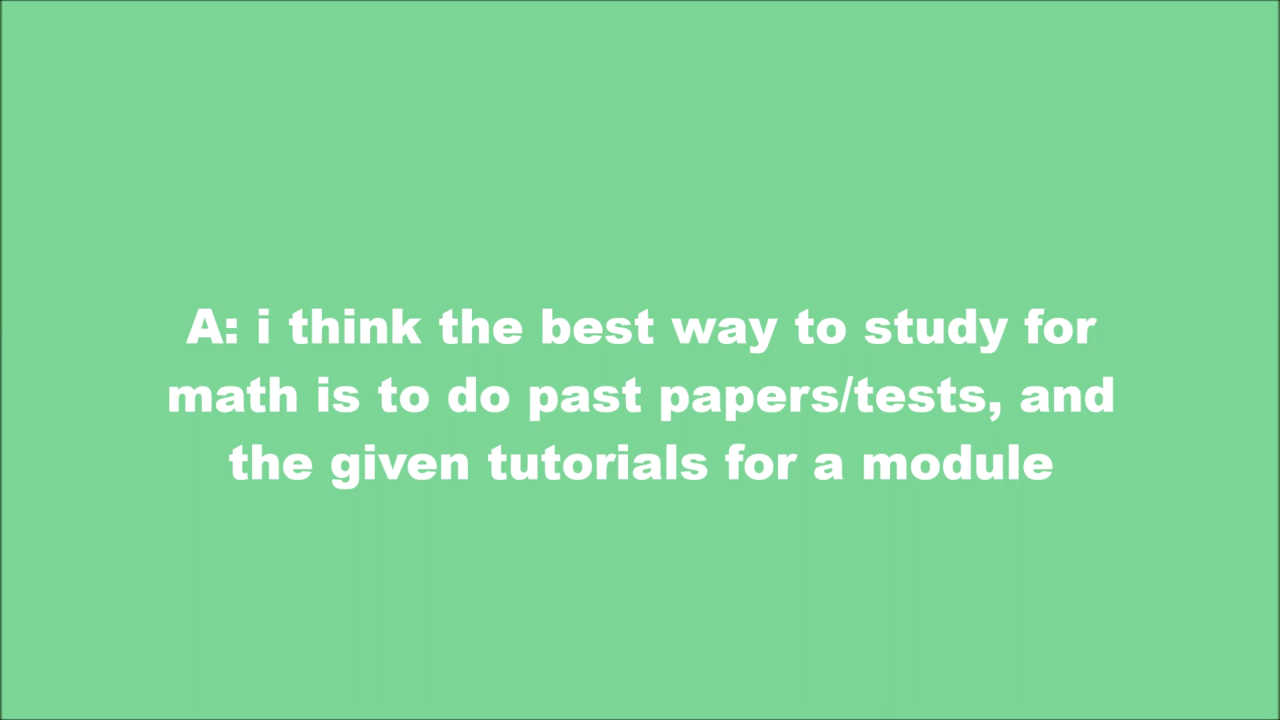 A: i think the best way to study for
math is to do past papers/tests, and
the given tutorials for a module